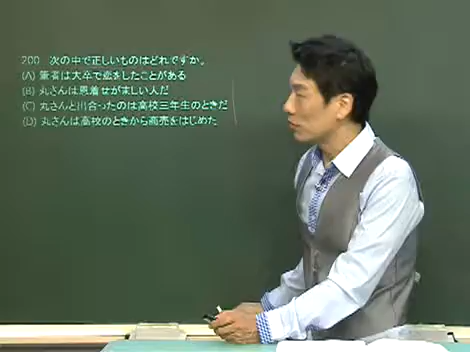 200 次の中で正しいものはどれですか。
(A) 筆者は大卒で恋をしたことがある
(B) 丸さんは恩着せがましい人だ
(C) 丸さんと出合ったのは高校三年生のときだ
(D) 丸さんは高校のときから商売をはじめた